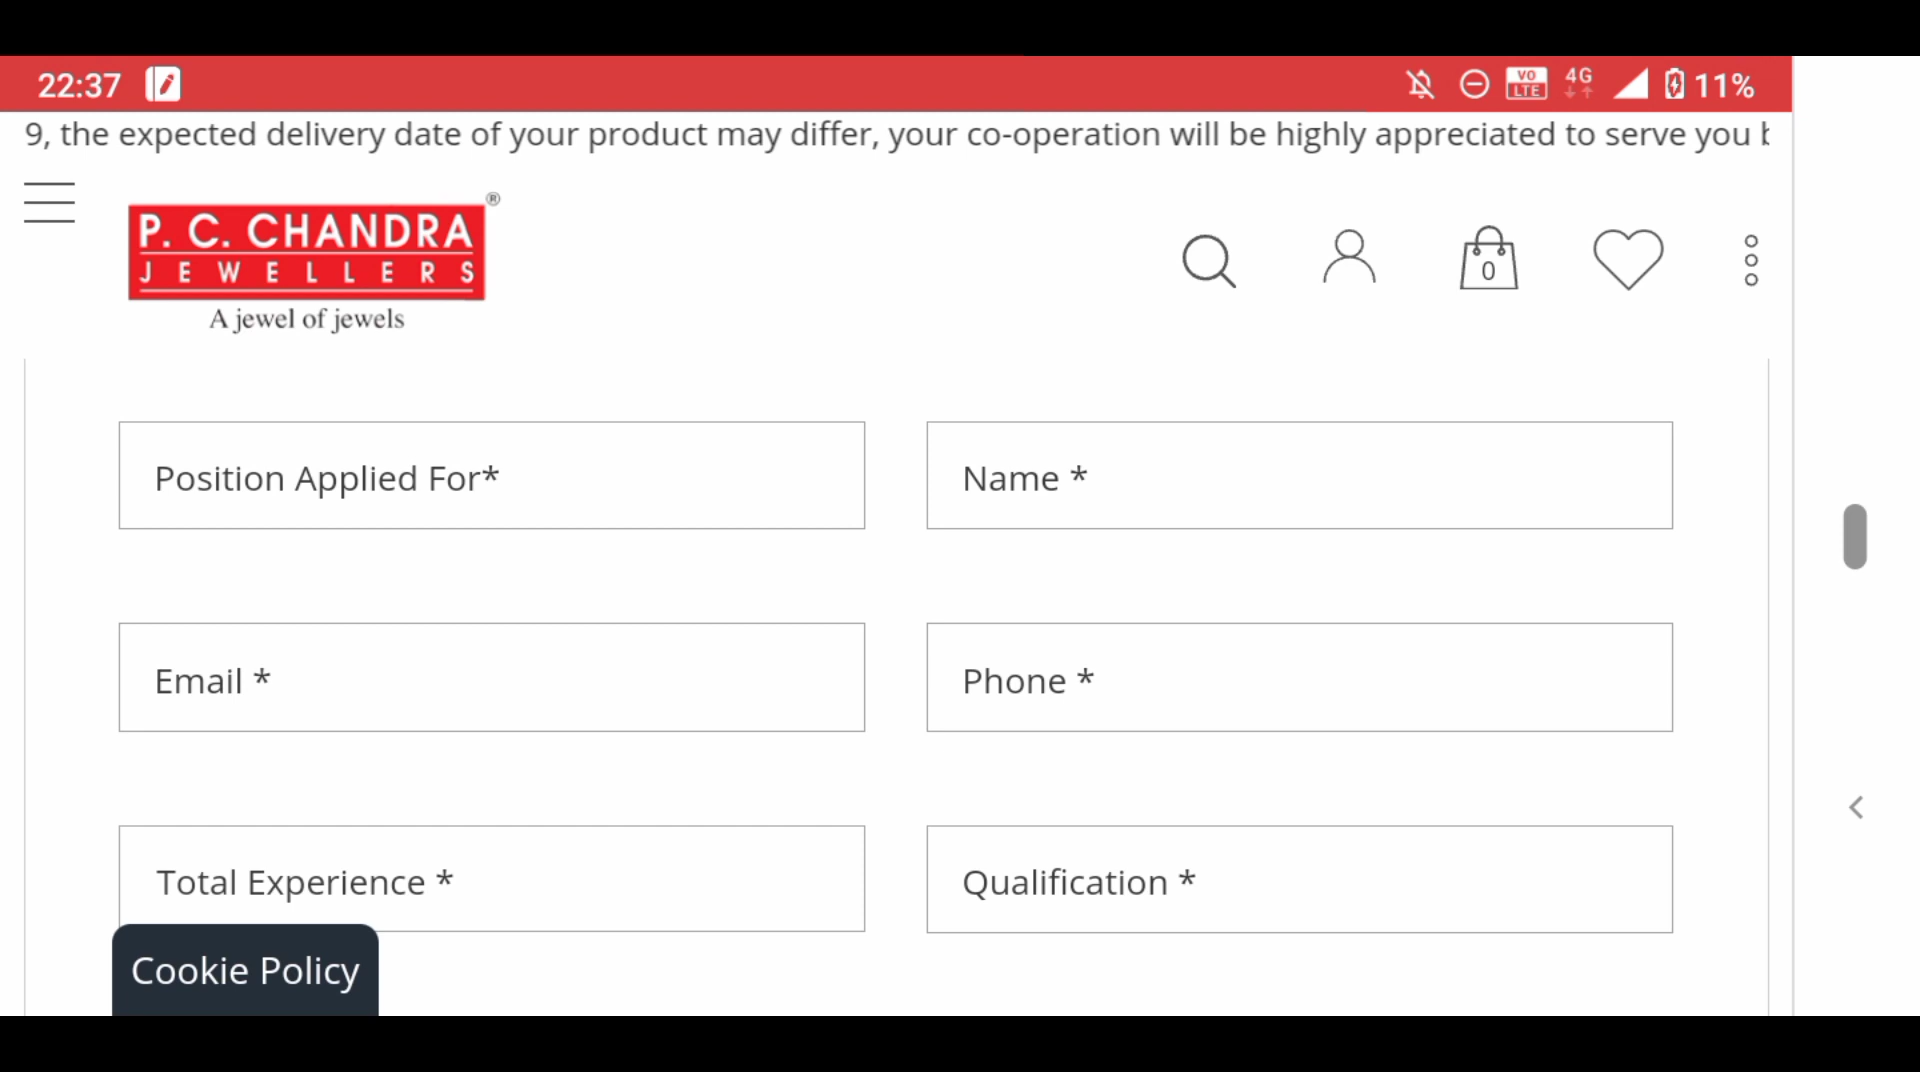 22:37
VO LTE 4G 11%
9, the expected delivery date of your product may differ, your co-operation will be highly appreciated to serve you
P. C. CHANDRA ®
JEWELLERS
A jewel of jewels
0
Position Applied For*
Name *
Email *
Phone *
Total Experience *
Qualification *
Cookie Policy